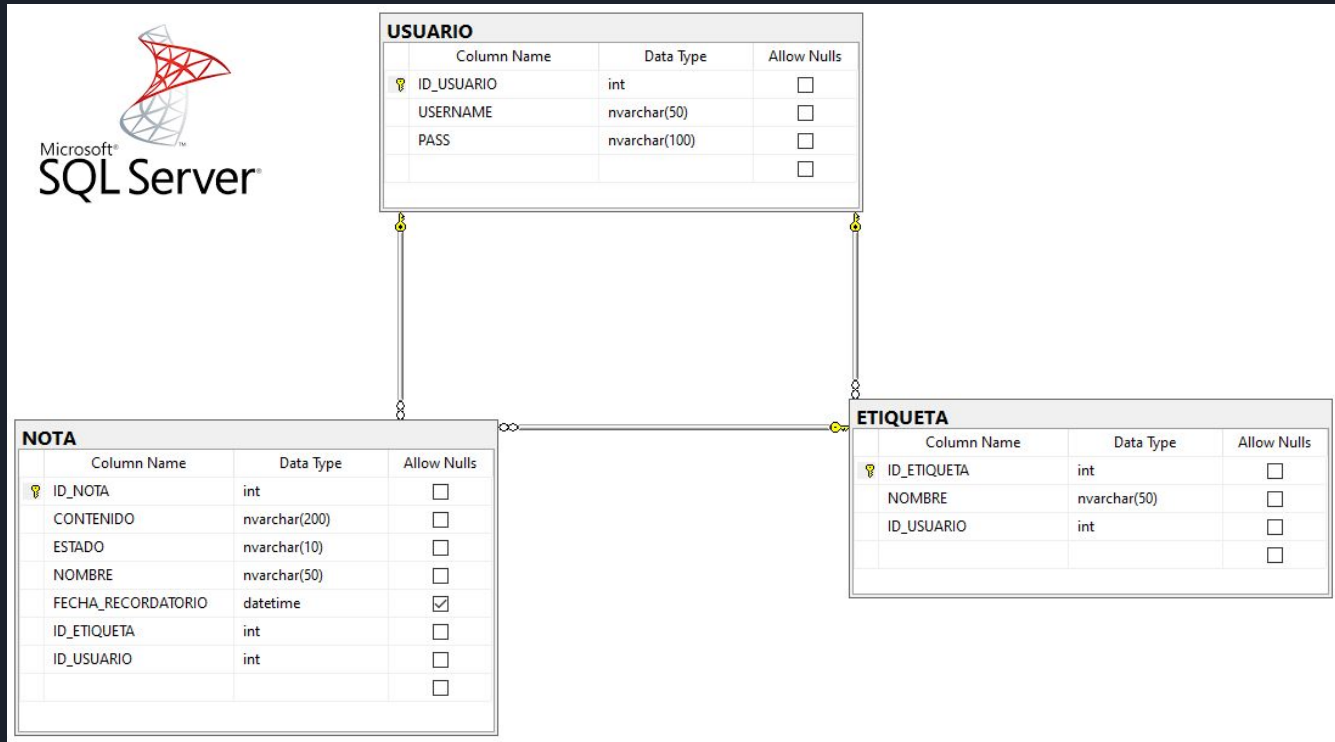 Microsoft®
SQL Server®
USUARIO
Column Name Data Type Allow Nulls
ID_USUARIO int
USERNAME nvarchar(50)
PASS nvarchar(100)
NOTA
Column Name Data Type Allow Nulls
ID_NOTA int
CONTENIDO nvarchar(200)
ESTADO nvarchar(10)
NOMBRE nvarchar(50)
FECHA_RECORDATORIO datetime
ID_ETIQUETA int
ID_USUARIO int
ETIQUETA
Column Name Data Type Allow Nulls
ID_ETIQUETA int
NOMBRE nvarchar(50)
ID_USUARIO int